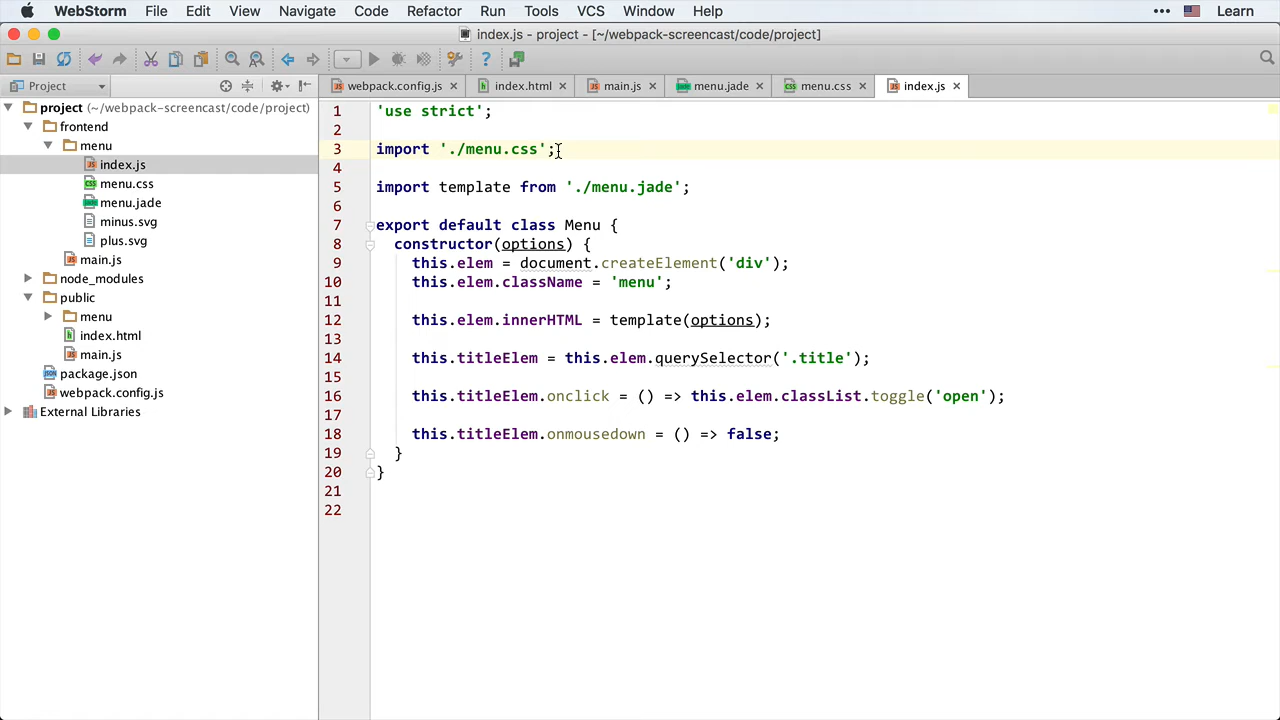 WebStorm File Edit View Navigate Code Refactor Run Tools VCS Window Help ••• Learn
index.js - project - [~/webpack-screencast/code/project]
Project
webpack.config.js index.html main.js menu.jade menu.css index.js
project (~/webpack-screencast/code/project)
frontend
menu
index.js
menu.css
menu.jade
minus.svg
plus.svg
main.js
node_modules
public
menu
index.html
main.js
package.json
webpack.config.js
External Libraries
1 'use strict';
2
3 import './menu.css';
4
5 import template from './menu.jade';
6
7 export default class Menu {
8 constructor(options) {
9 this.elem = document.createElement('div');
10 this.elem.className = 'menu';
11
12 this.elem.innerHTML = template(options);
13
14 this.titleElem = this.elem.querySelector('.title');
15
16 this.titleElem.onclick = () => this.elem.classList.toggle('open');
17
18 this.titleElem.onmousedown = () => false;
19 }
20 }
21
22